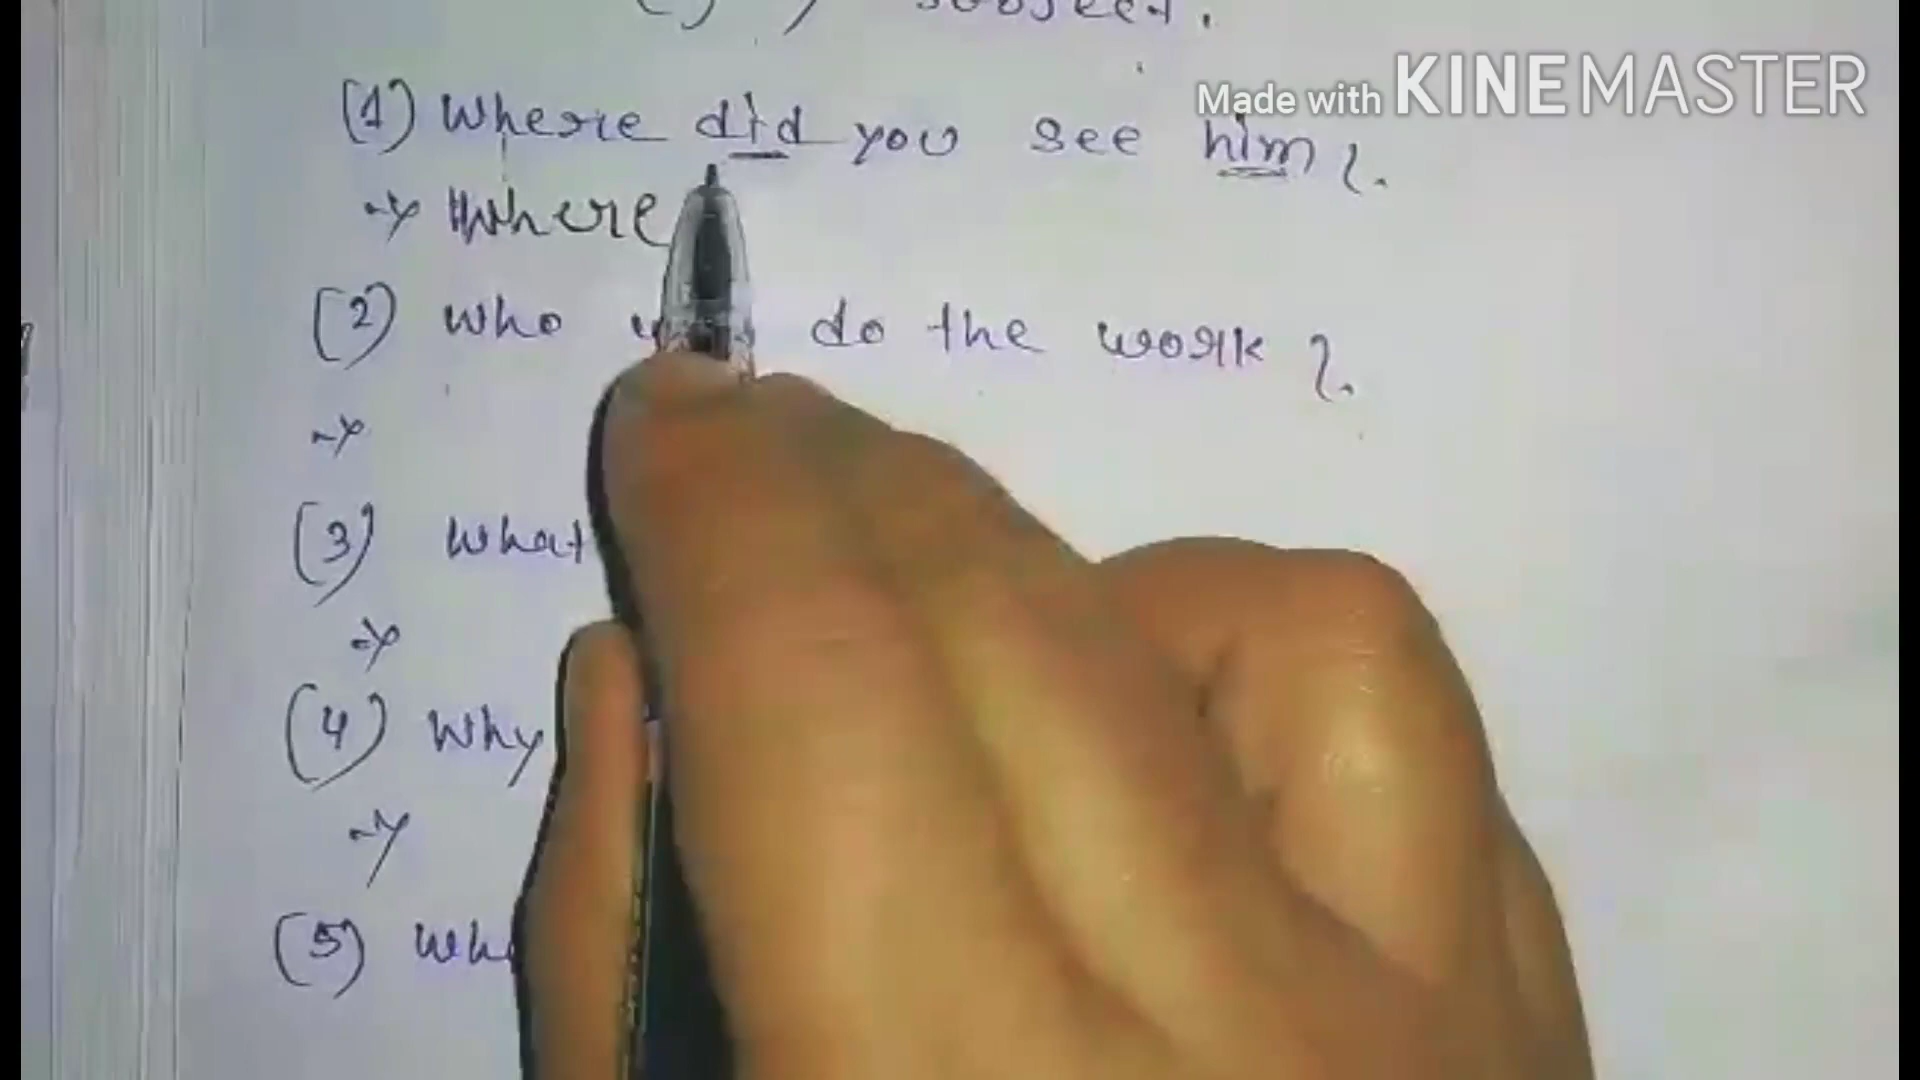 subject.
Made with KINEMASTER
(1) Where did you see him?.
Where
(2) Who do the work?.
(3) What
(4) Why
(5)